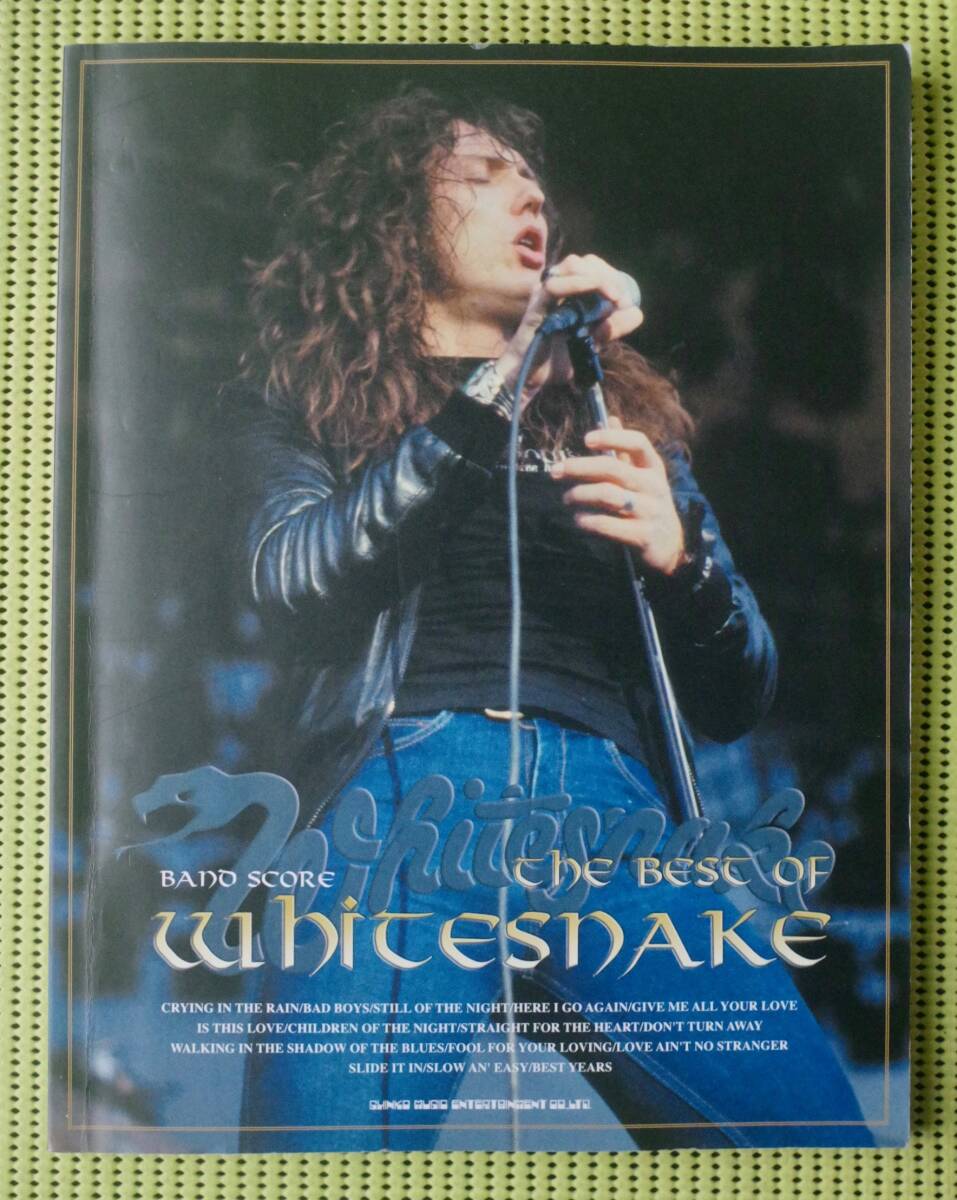 Whitesnake
BAND SCORE
THE BEST OF
WHITESNAKE
CRYING IN THE RAIN/BAD BOYS/STILL OF THE NIGHT/HERE I GO AGAIN/GIVE ME ALL YOUR LOVE
IS THIS LOVE/CHILDREN OF THE NIGHT/STRAIGHT FOR THE HEART/DON'T TURN AWAY
WALKING IN THE SHADOW OF THE BLUES/FOOL FOR YOUR LOVING/LOVE AIN'T NO STRANGER
SLIDE IT IN/SLOW AN' EASY/BEST YEARS
SHINKO MUSIC ENTERTAINMENT CO.,LTD.